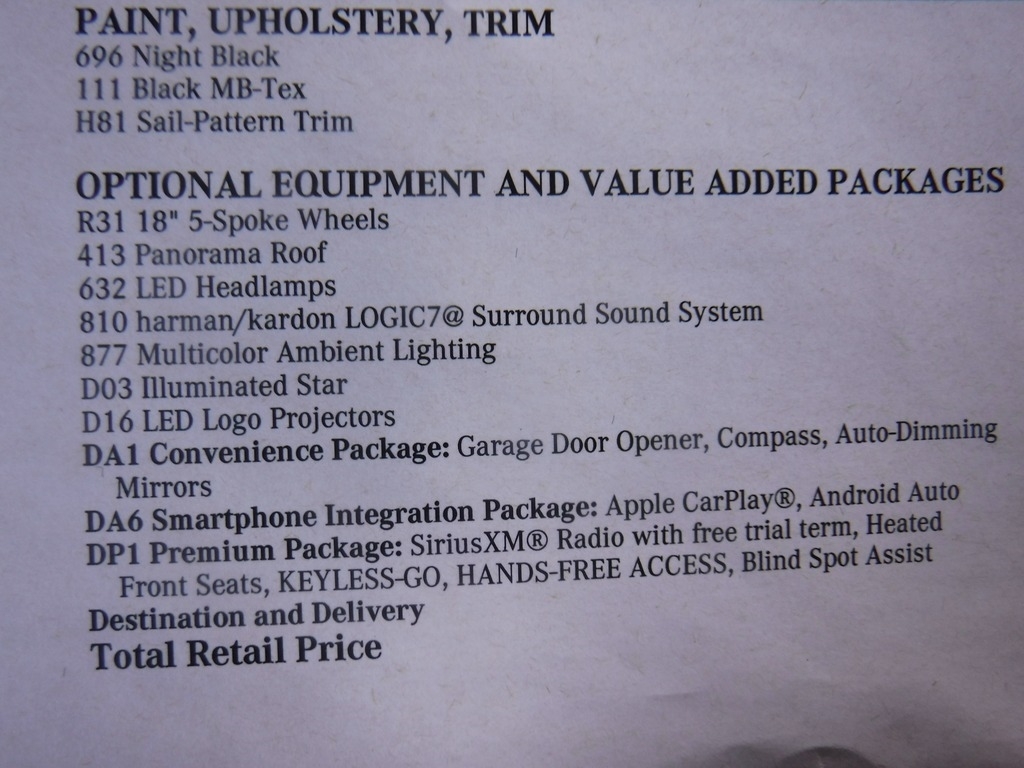 PAINT, UPHOLSTERY, TRIM
696 Night Black
111 Black MB-Tex
H81 Sail-Pattern Trim
OPTIONAL EQUIPMENT AND VALUE ADDED PACKAGES
R31 18" 5-Spoke Wheels
413 Panorama Roof
632 LED Headlamps
810 harman/kardon LOGIC7@ Surround Sound System
877 Multicolor Ambient Lighting
D03 Illuminated Star
D16 LED Logo Projectors
DA1 Convenience Package: Garage Door Opener, Compass, Auto-Dimming
Mirrors
DA6 Smartphone Integration Package: Apple CarPlay®, Android Auto
DP1 Premium Package: SiriusXM® Radio with free trial term, Heated
Front Seats, KEYLESS-GO, HANDS-FREE ACCESS, Blind Spot Assist
Destination and Delivery
Total Retail Price